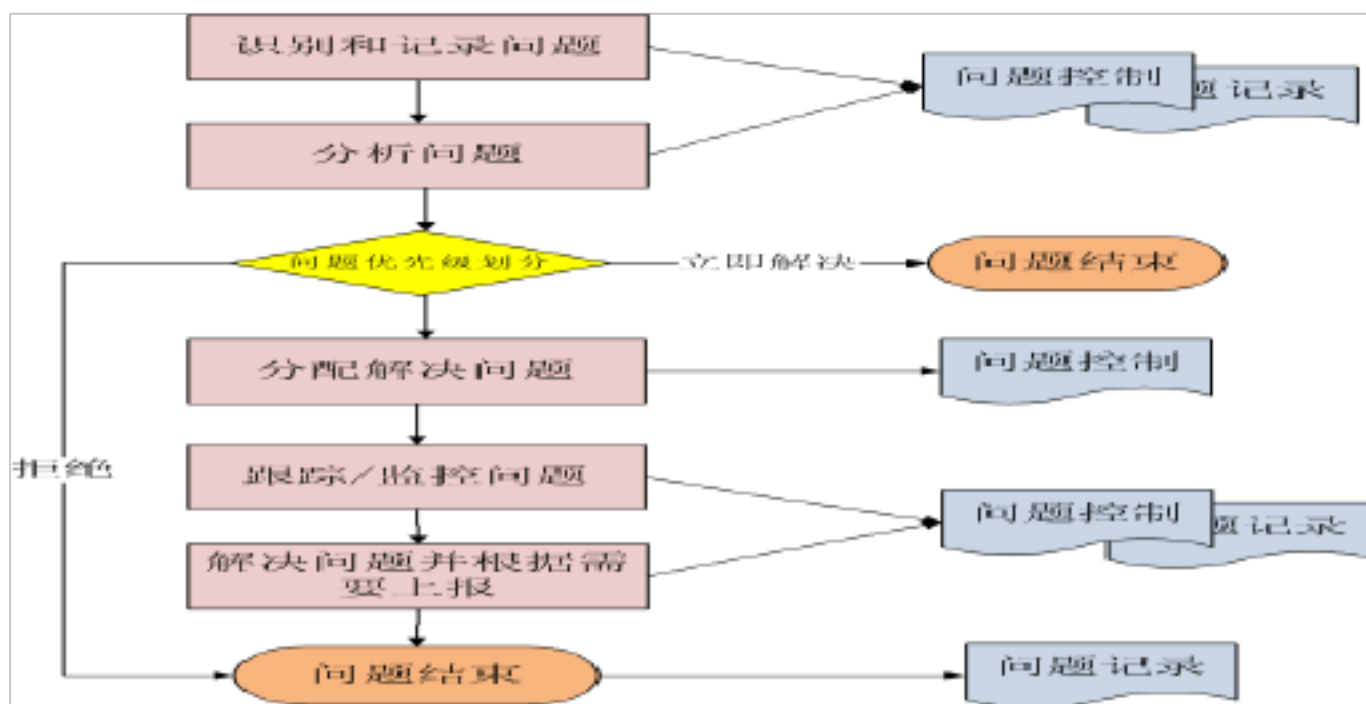 识别和记录问题
问题控制
题记录
分析问题
问题优先级划分
立即解决
问题结束
分配解决问题
问题控制
拒绝
跟踪/监控问题
问题控制
题记录
解决问题并根据需
要上报
问题结束
问题记录